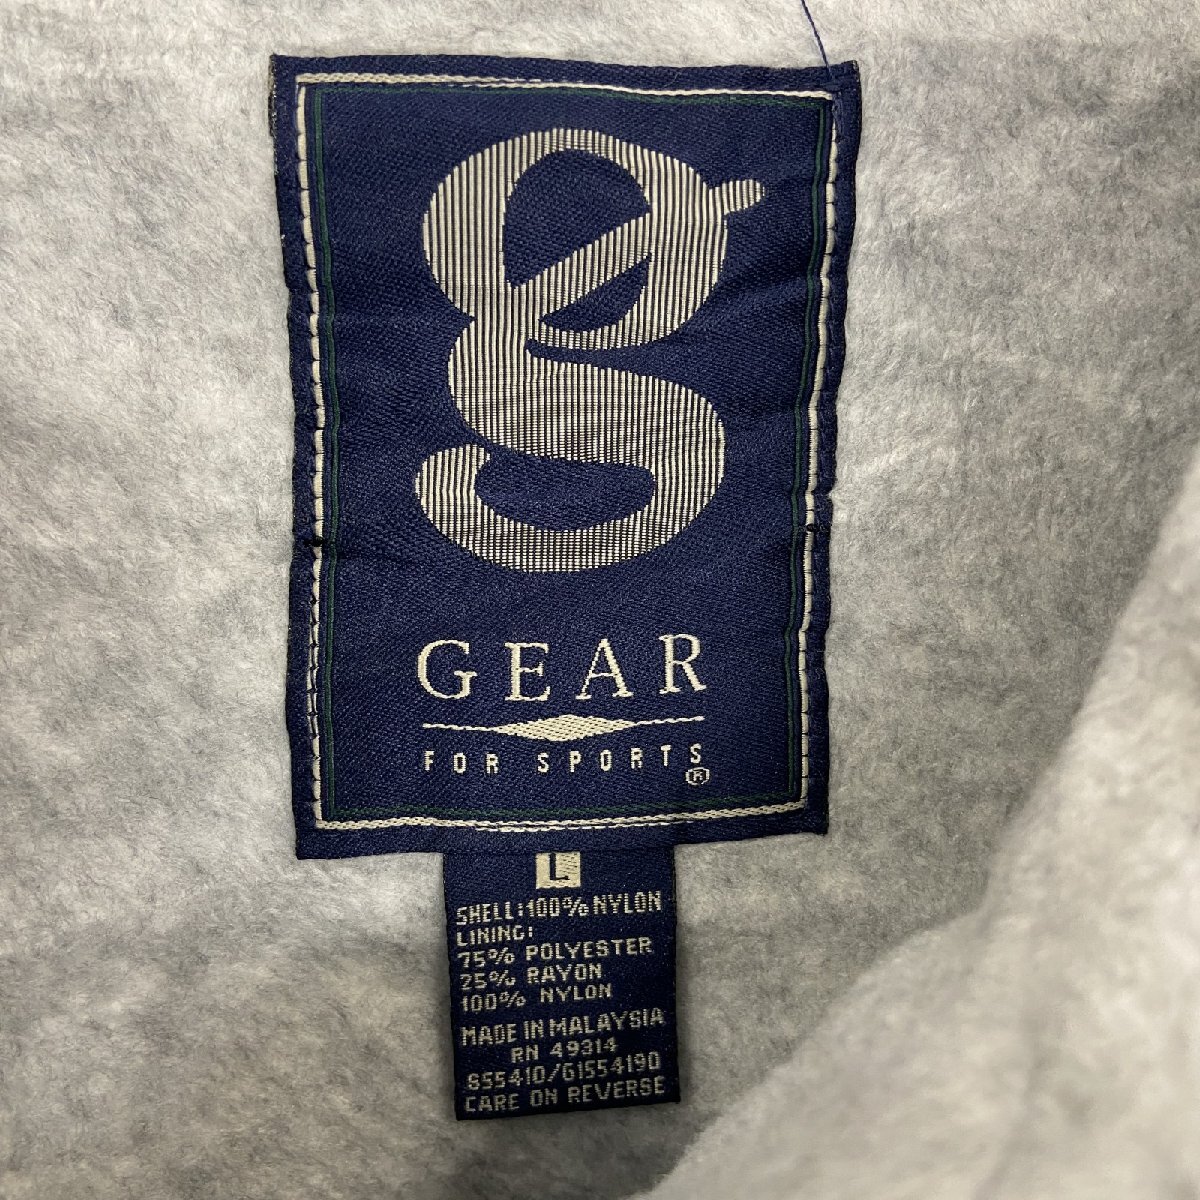 g
GEAR
FOR SPORTS®
L
SHELL:100% NYLON
LINING:
75% POLYESTER
25% RAYON
100% NYLON
MADE IN MALAYSIA
RN 49314
855410/G1554190
CARE ON REVERSE